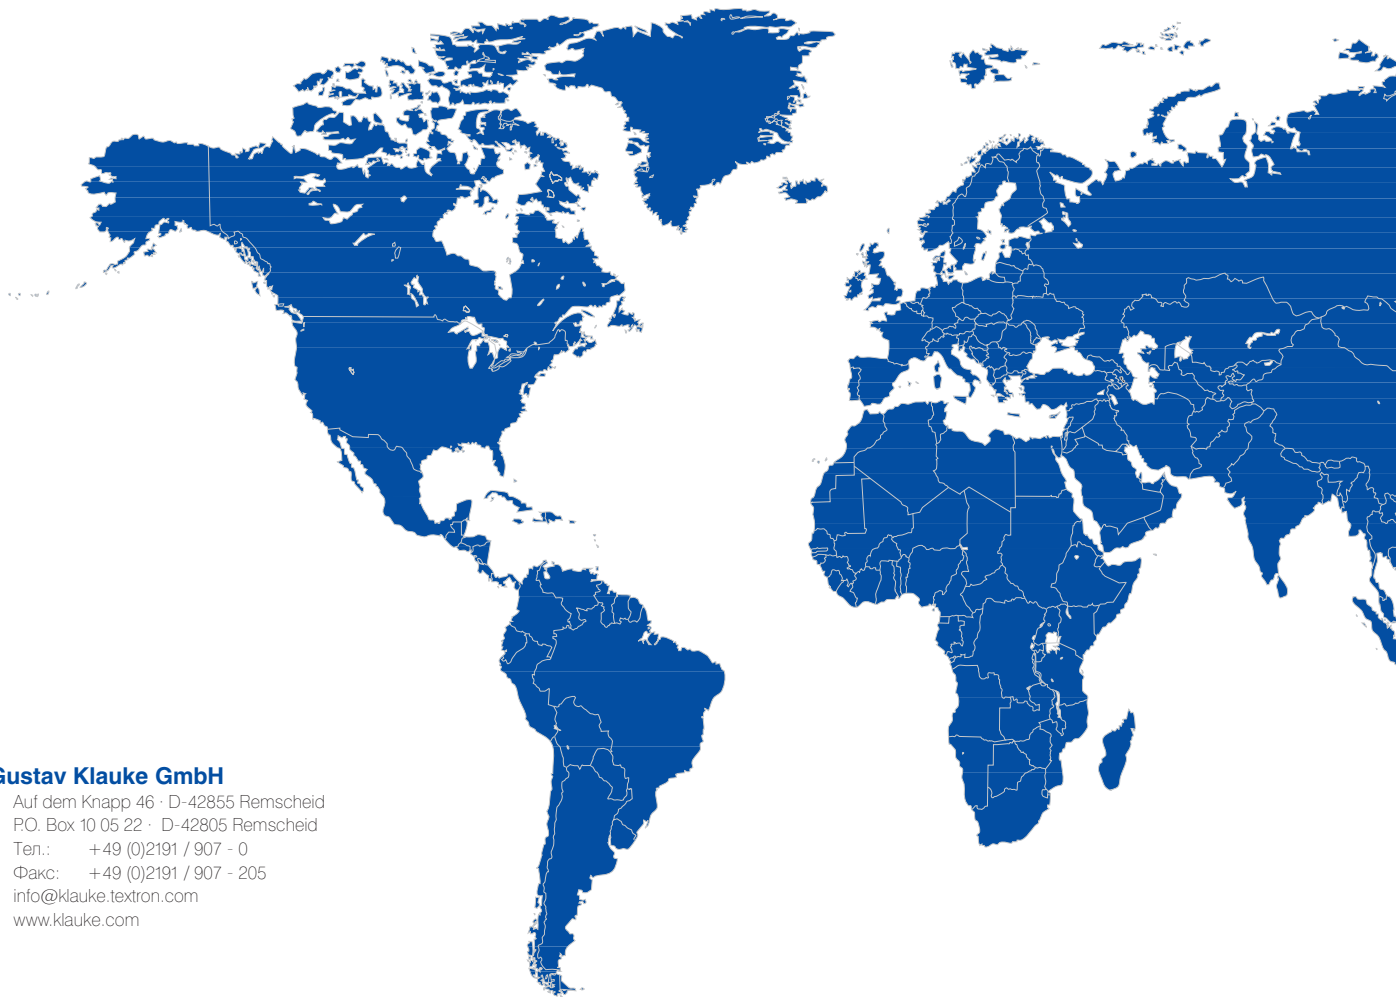 Gustav Klauke GmbH
Auf dem Knapp 46 · D-42855 Remscheid
P.O. Box 10 05 22 · D-42805 Remscheid
Тел.: +49 (0)2191 / 907 - 0
Факс: +49 (0)2191 / 907 - 205
info@klauke.textron.com
www.klauke.com